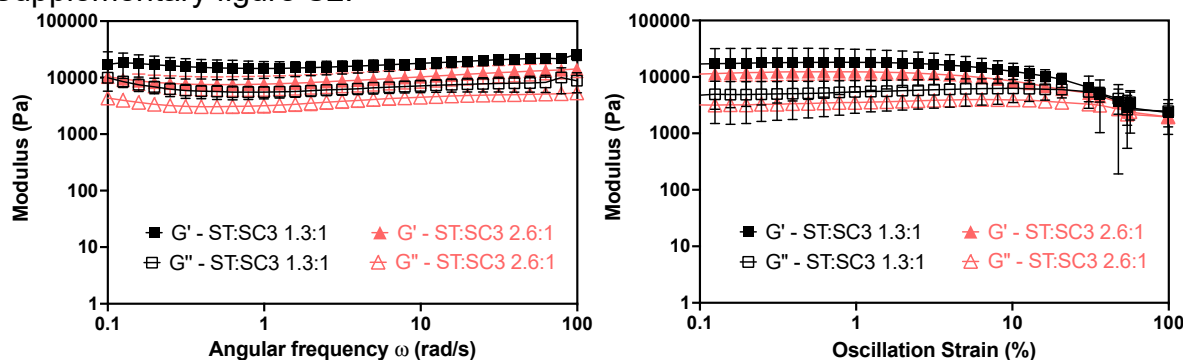 Supplementary figure S2.
100000
10000
1000
100
10
1
Modulus (Pa)
G' - ST:SC3 1.3:1
G' - ST:SC3 2.6:1
G" - ST:SC3 1.3:1
G" - ST:SC3 2.6:1
0.1
1
10
100
Angular frequency ω (rad/s)
100000
10000
1000
100
10
1
Modulus (Pa)
G' - ST:SC3 1.3:1
G' - ST:SC3 2.6:1
G" - ST:SC3 1.3:1
G" - ST:SC3 2.6:1
0.1
1
10
100
Oscillation Strain (%)